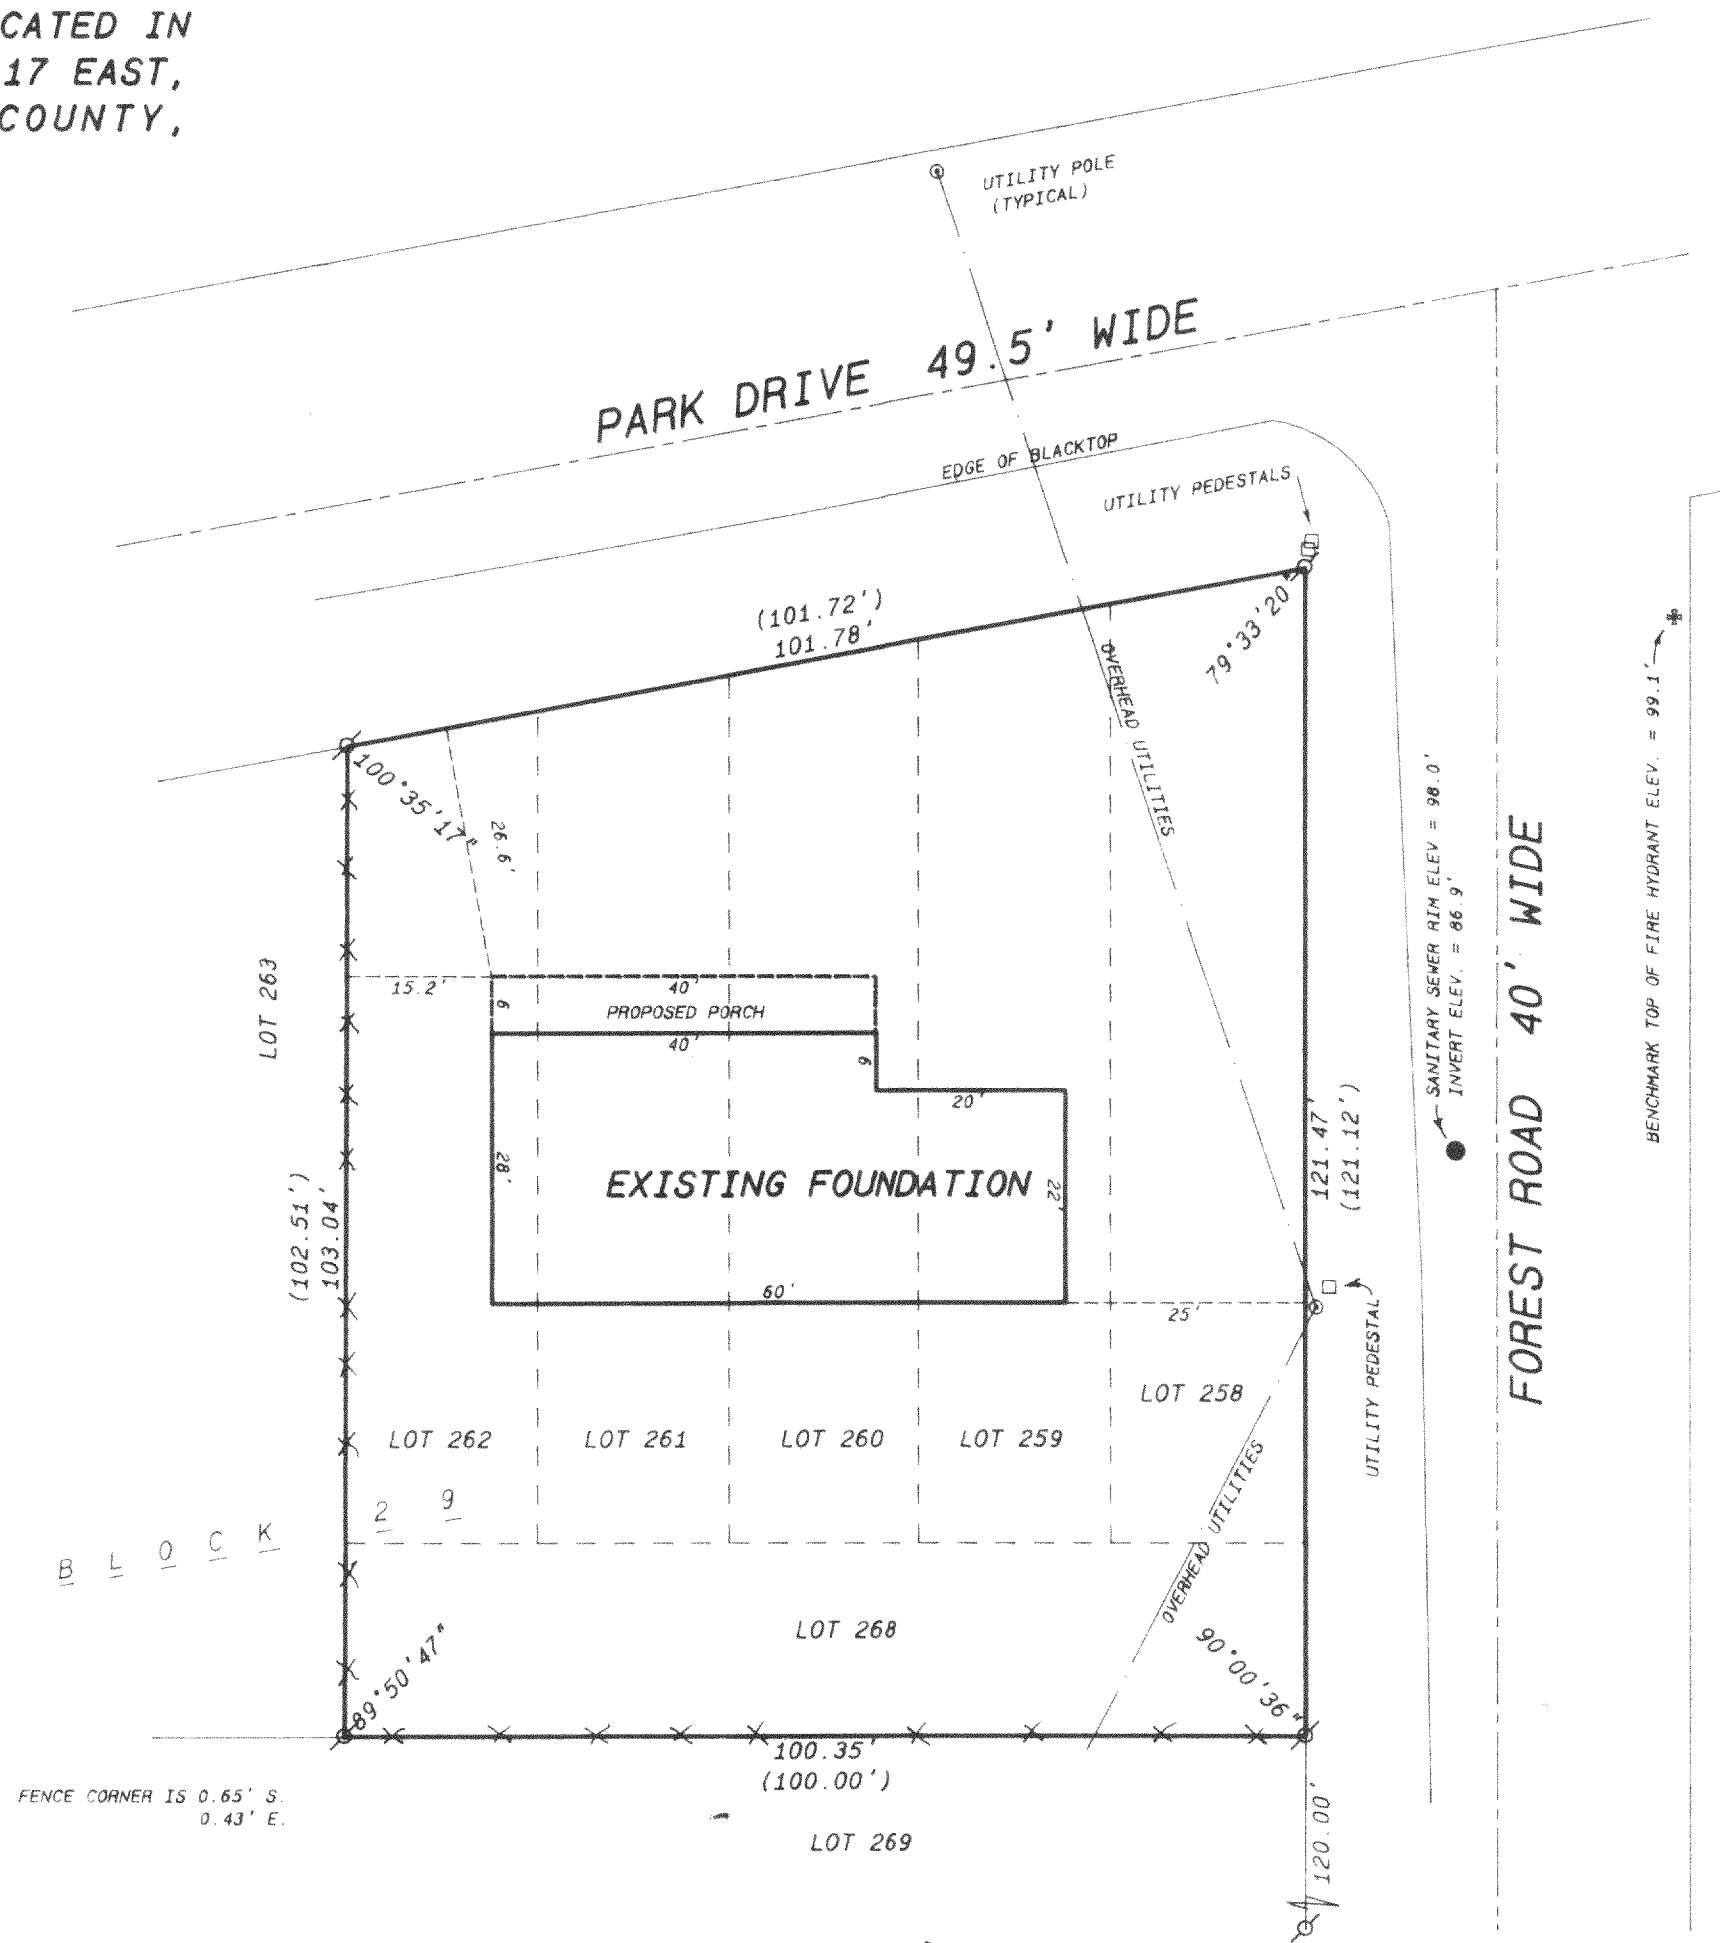 CATED IN
17 EAST,
COUNTY,
UTILITY POLE
(TYPICAL)
PARK DRIVE 49.5' WIDE
EDGE OF BLACKTOP
UTILITY PEDESTALS
(101.72')
101.78'
79°33'20"
100°35'17"
26.6'
OVERHEAD UTILITIES
BENCHMARK TOP OF FIRE HYDRANT ELEV. = 99.1'
SANITARY SEWER RIM ELEV = 98.0'
INVERT ELEV. = 86.9'
FOREST ROAD 40' WIDE
LOT 263
15.2'
40'
6
PROPOSED PORCH
40'
6
20'
28'
EXISTING FOUNDATION
22'
121.47'
(121.12')
(102.51')
103.04'
60'
25'
UTILITY PEDESTAL
LOT 258
LOT 262
LOT 261
LOT 260
LOT 259
OVERHEAD UTILITIES
BLOCK 29
LOT 268
89°50'47"
90°00'36"
100.35'
(100.00')
FENCE CORNER IS 0.65' S.
0.43' E.
LOT 269
120.00'